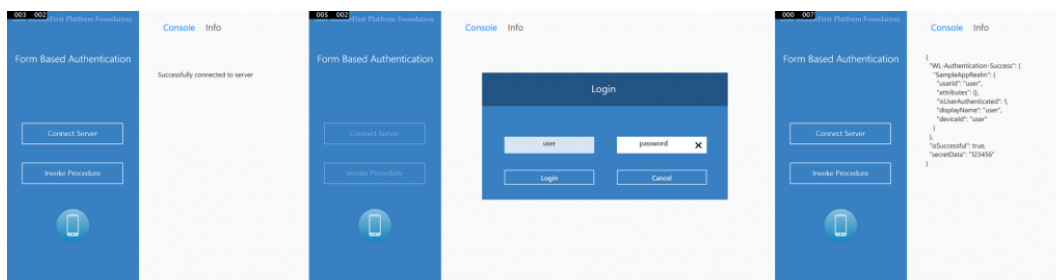 003 002
First Platform Foundation
Console Info
Form Based Authentication
Successfully connected to server
Connect Server
Invoke Procedure
005 002
First Platform Foundation
Console Info
Form Based Authentication
Connect Server
Invoke Procedure
Login
user
password
Login
Cancel
000 007
First Platform Foundation
Console Info
Form Based Authentication
Connect Server
Invoke Procedure
{
"WL-Authentication-Success": {
"SampleAppRealm": {
"userId": "user",
"attributes": {},
"isUserAuthenticated": 1,
"displayName": "user",
"deviceId": "user"
}
},
"isSuccessful": true,
"secretData": "123456"
}